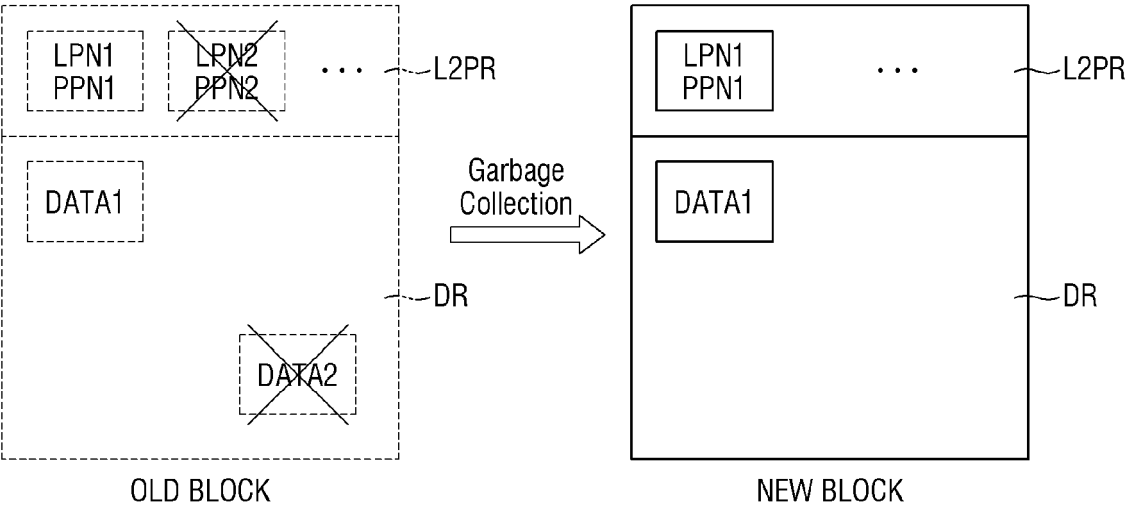 LPN1
PPN1
LPN2
PPN2
...
L2PR
DATA1
DR
DATA2
OLD BLOCK
Garbage
Collection
LPN1
PPN1
...
L2PR
DATA1
DR
NEW BLOCK